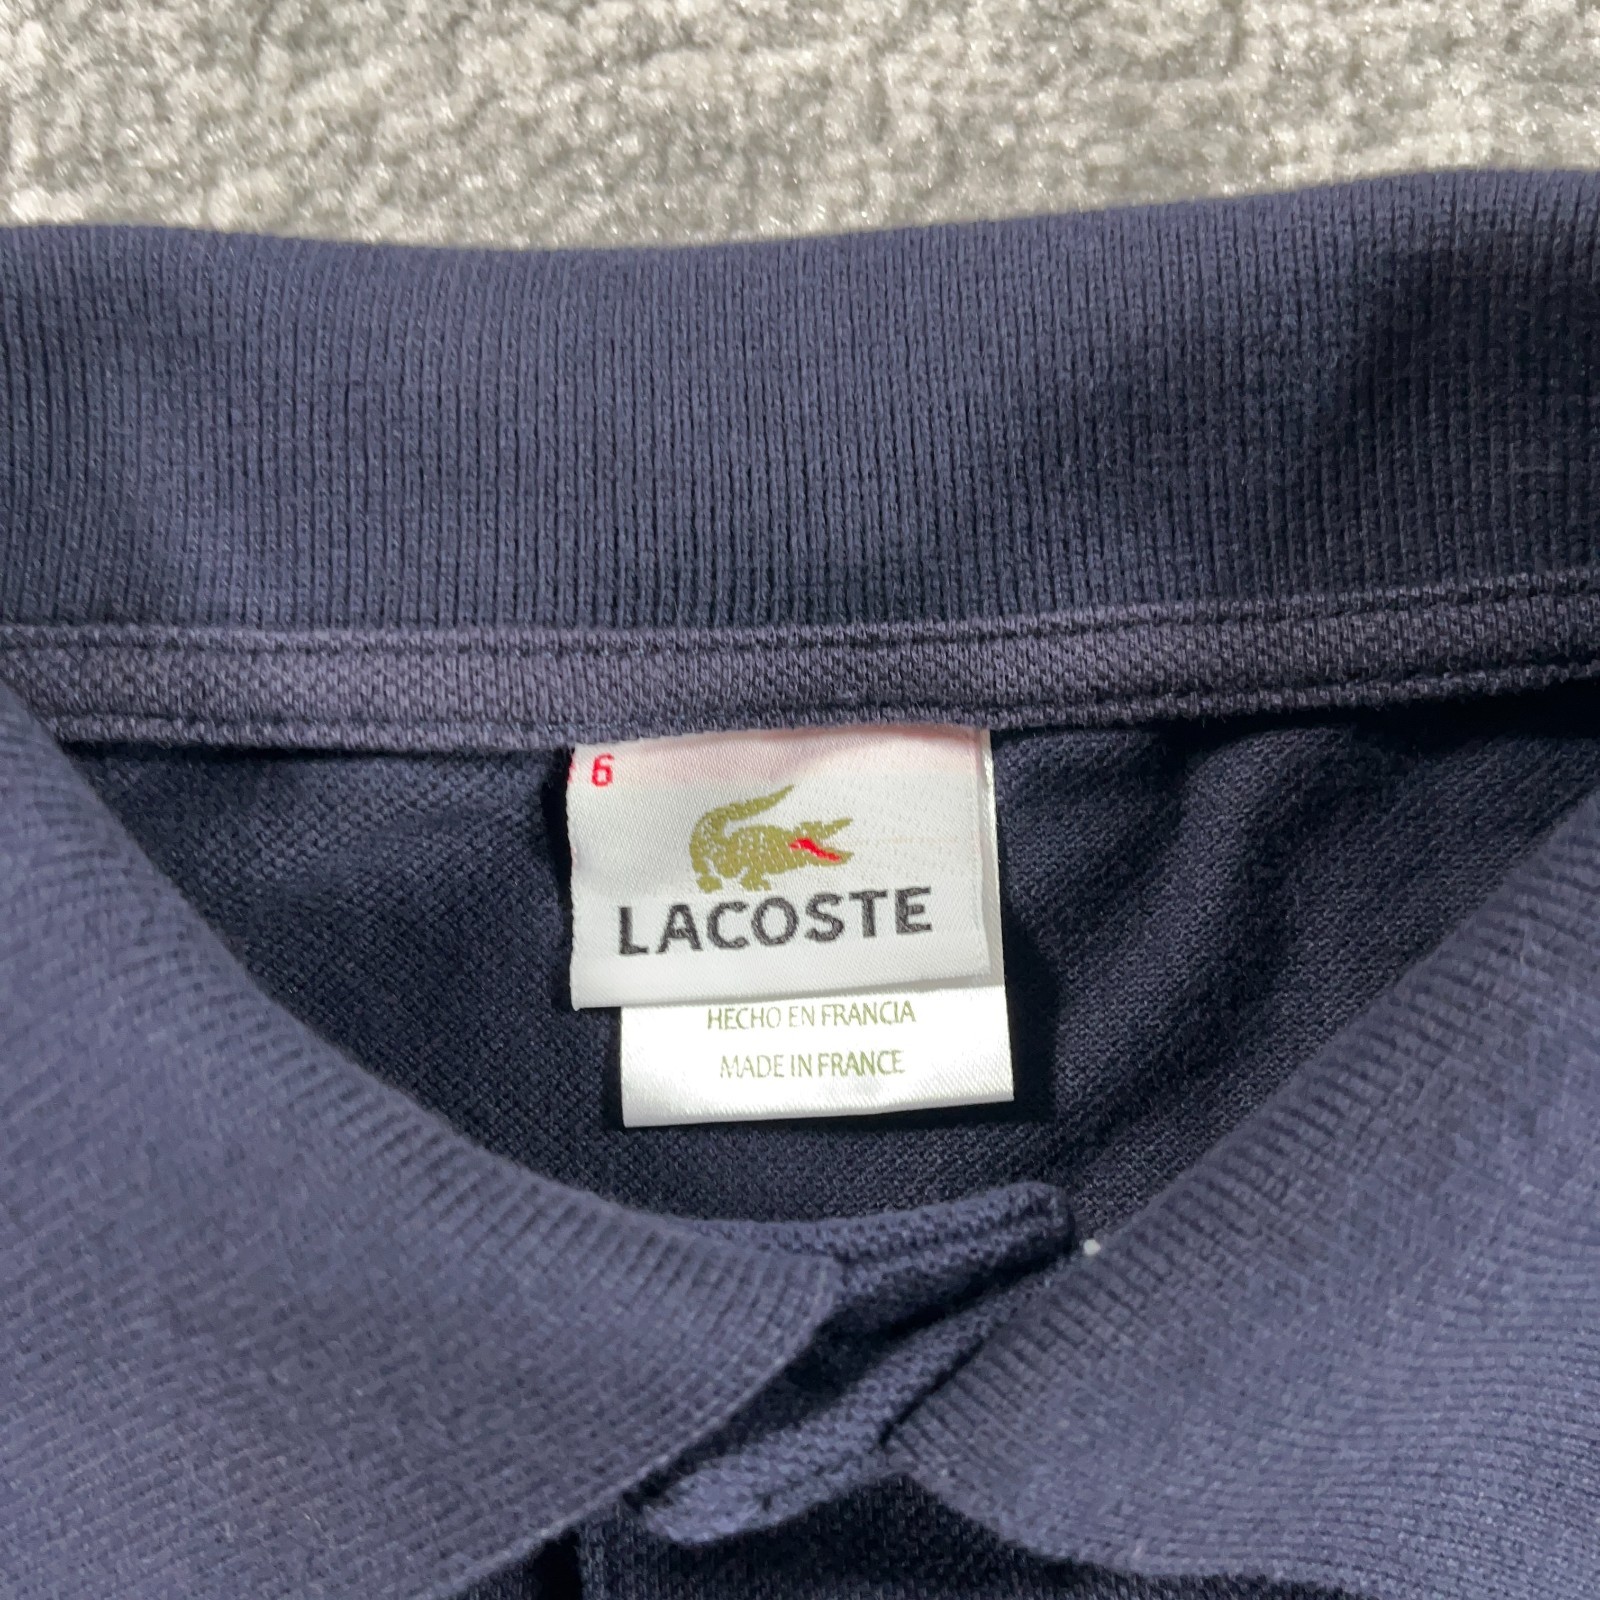 6
LACOSTE
HECHO EN FRANCIA
MADE IN FRANCE